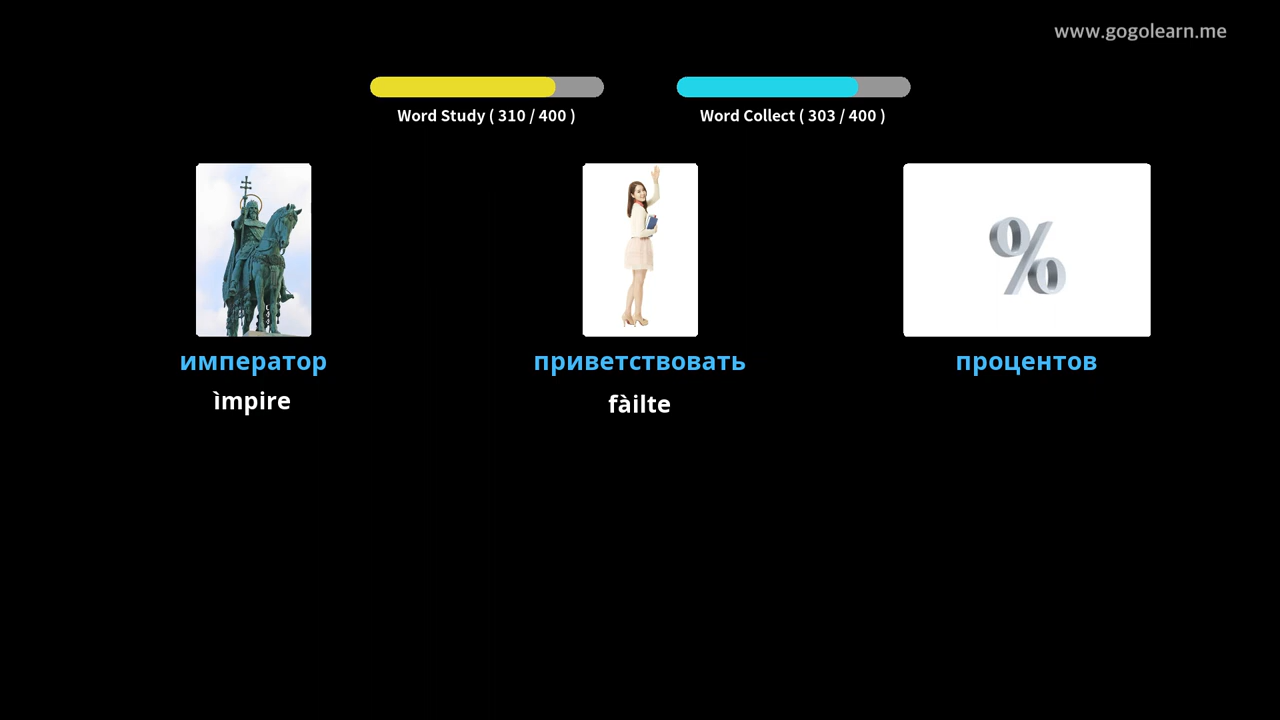 www.gogolearn.me
Word Study ( 310 / 400 )
Word Collect ( 303 / 400 )
%
император
приветствовать
процентов
ìmpire
fàilte